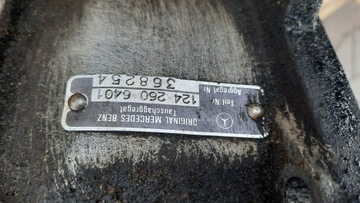 ORIGINAL MERCEDES BENZ
Tauschaggregat
Teil Nr
124 260 6401
Aggregat Nr
368254